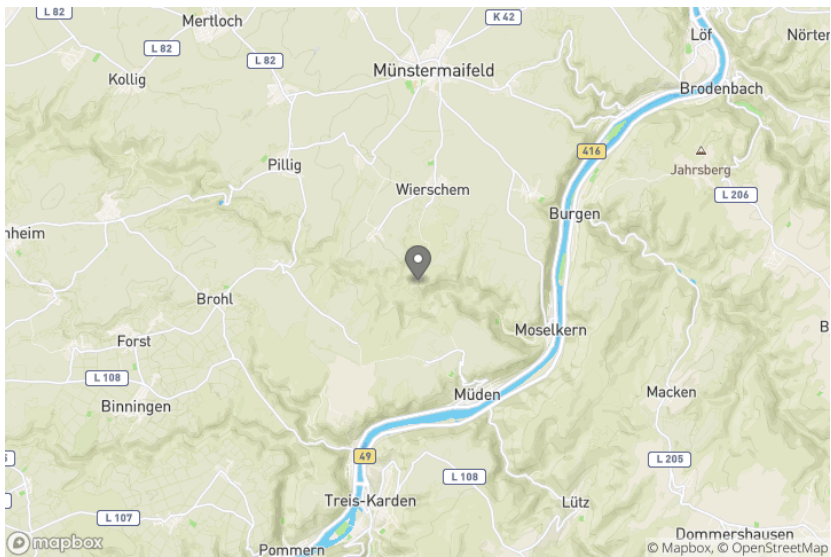 L 82
Mertloch
K 42
Löf
Nörter
L 82
L 82
Münstermaifeld
Kollig
Brodenbach
416
Pillig
Jahrsberg
Wierschem
L 206
Burgen
nheim
Brohl
Moselkern
Forst
L 108
Müden
Macken
Binningen
49
L 205
L 108
Treis-Karden
Lütz
L 107
Dommershausen
Pommern
mapbox
© Mapbox, © OpenStreetMap